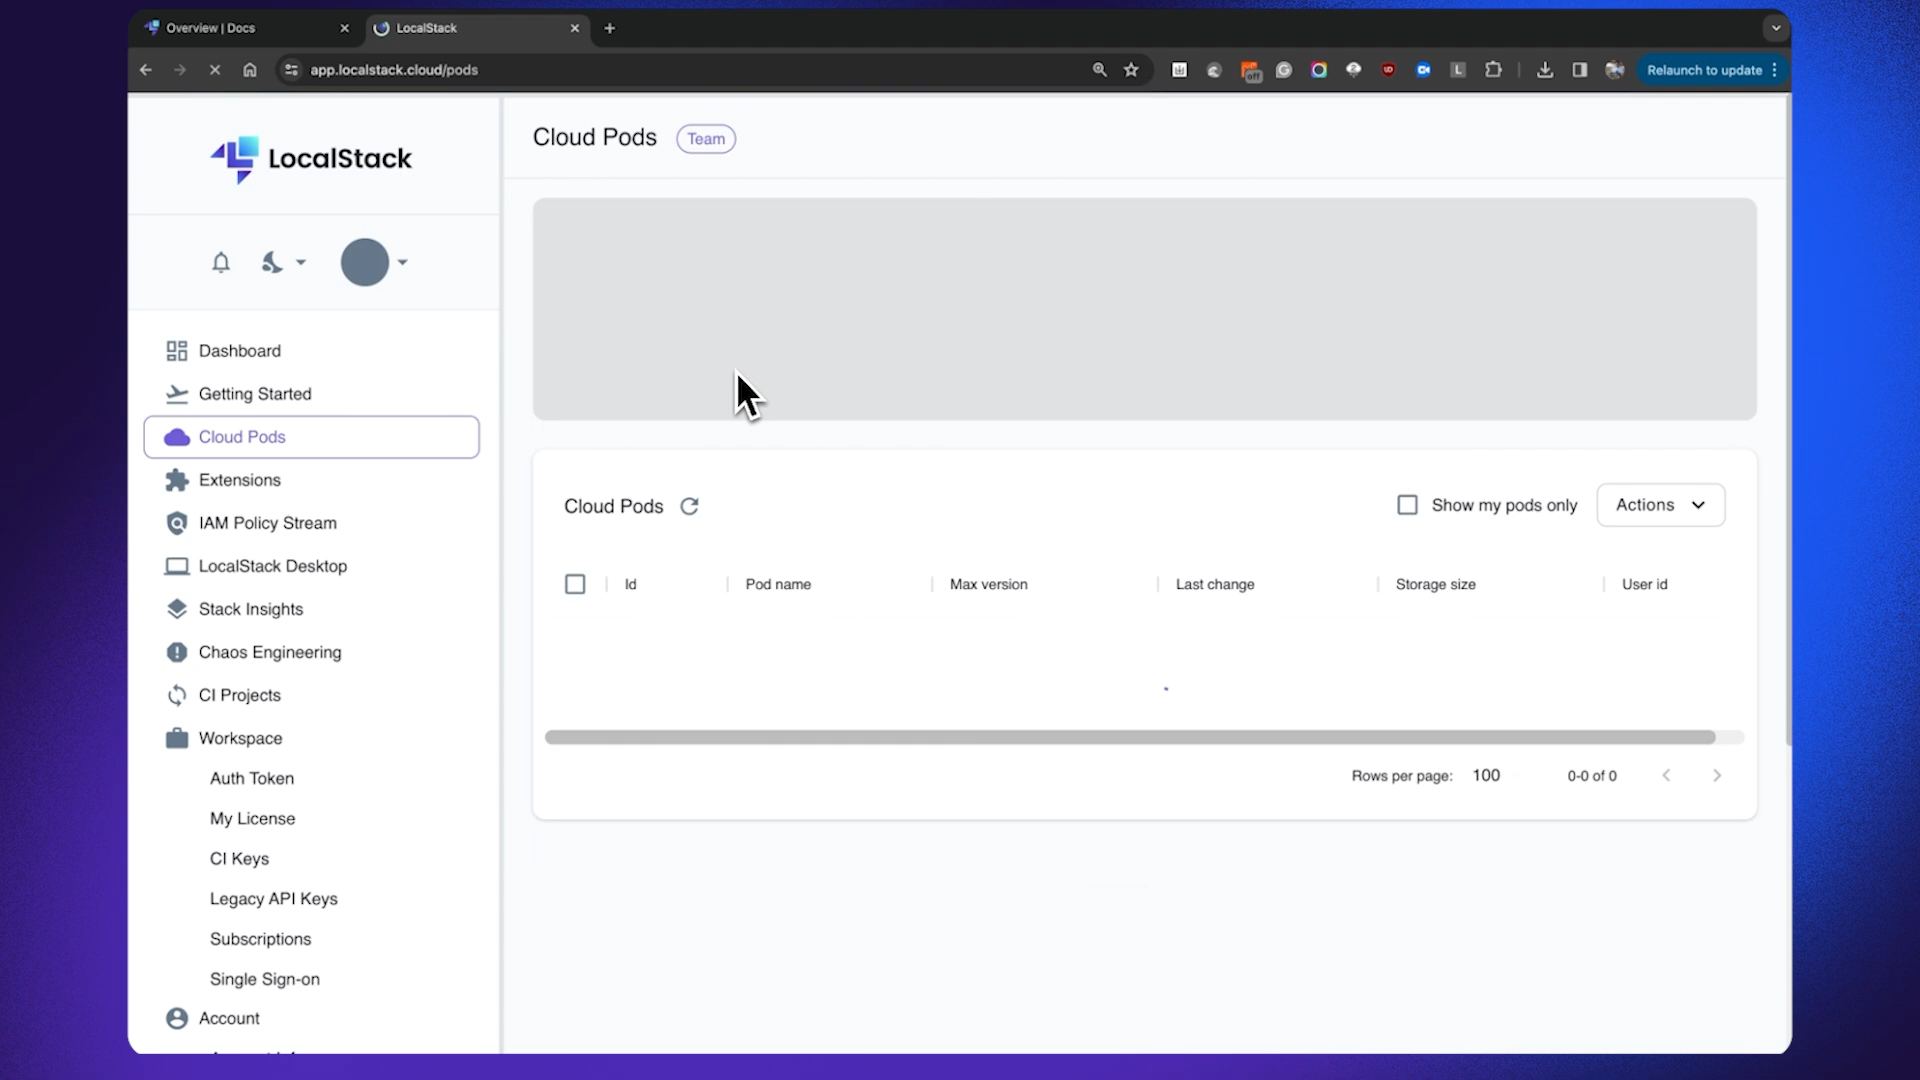 Overview | Docs
LocalStack
app.localstack.cloud/pods
off
Relaunch to update
LocalStack
Cloud Pods
Team
Dashboard
Getting Started
Cloud Pods
Extensions
IAM Policy Stream
LocalStack Desktop
Stack Insights
Chaos Engineering
CI Projects
Workspace
Auth Token
My License
CI Keys
Legacy API Keys
Subscriptions
Single Sign-on
Account
Cloud Pods
Show my pods only
Actions
Id
Pod name
Max version
Last change
Storage size
User id
Rows per page: 100
0-0 of 0